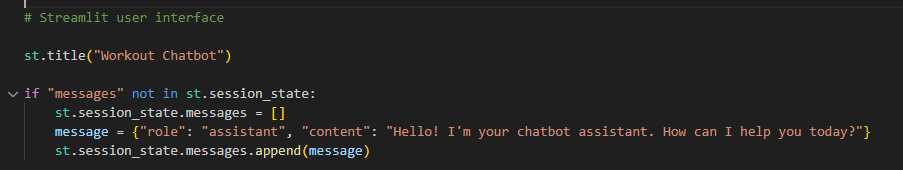 # Streamlit user interface
st.title("Workout Chatbot")
if "messages" not in st.session_state:
    st.session_state.messages = []
    message = {"role": "assistant", "content": "Hello! I'm your chatbot assistant. How can I help you today?"}
    st.session_state.messages.append(message)